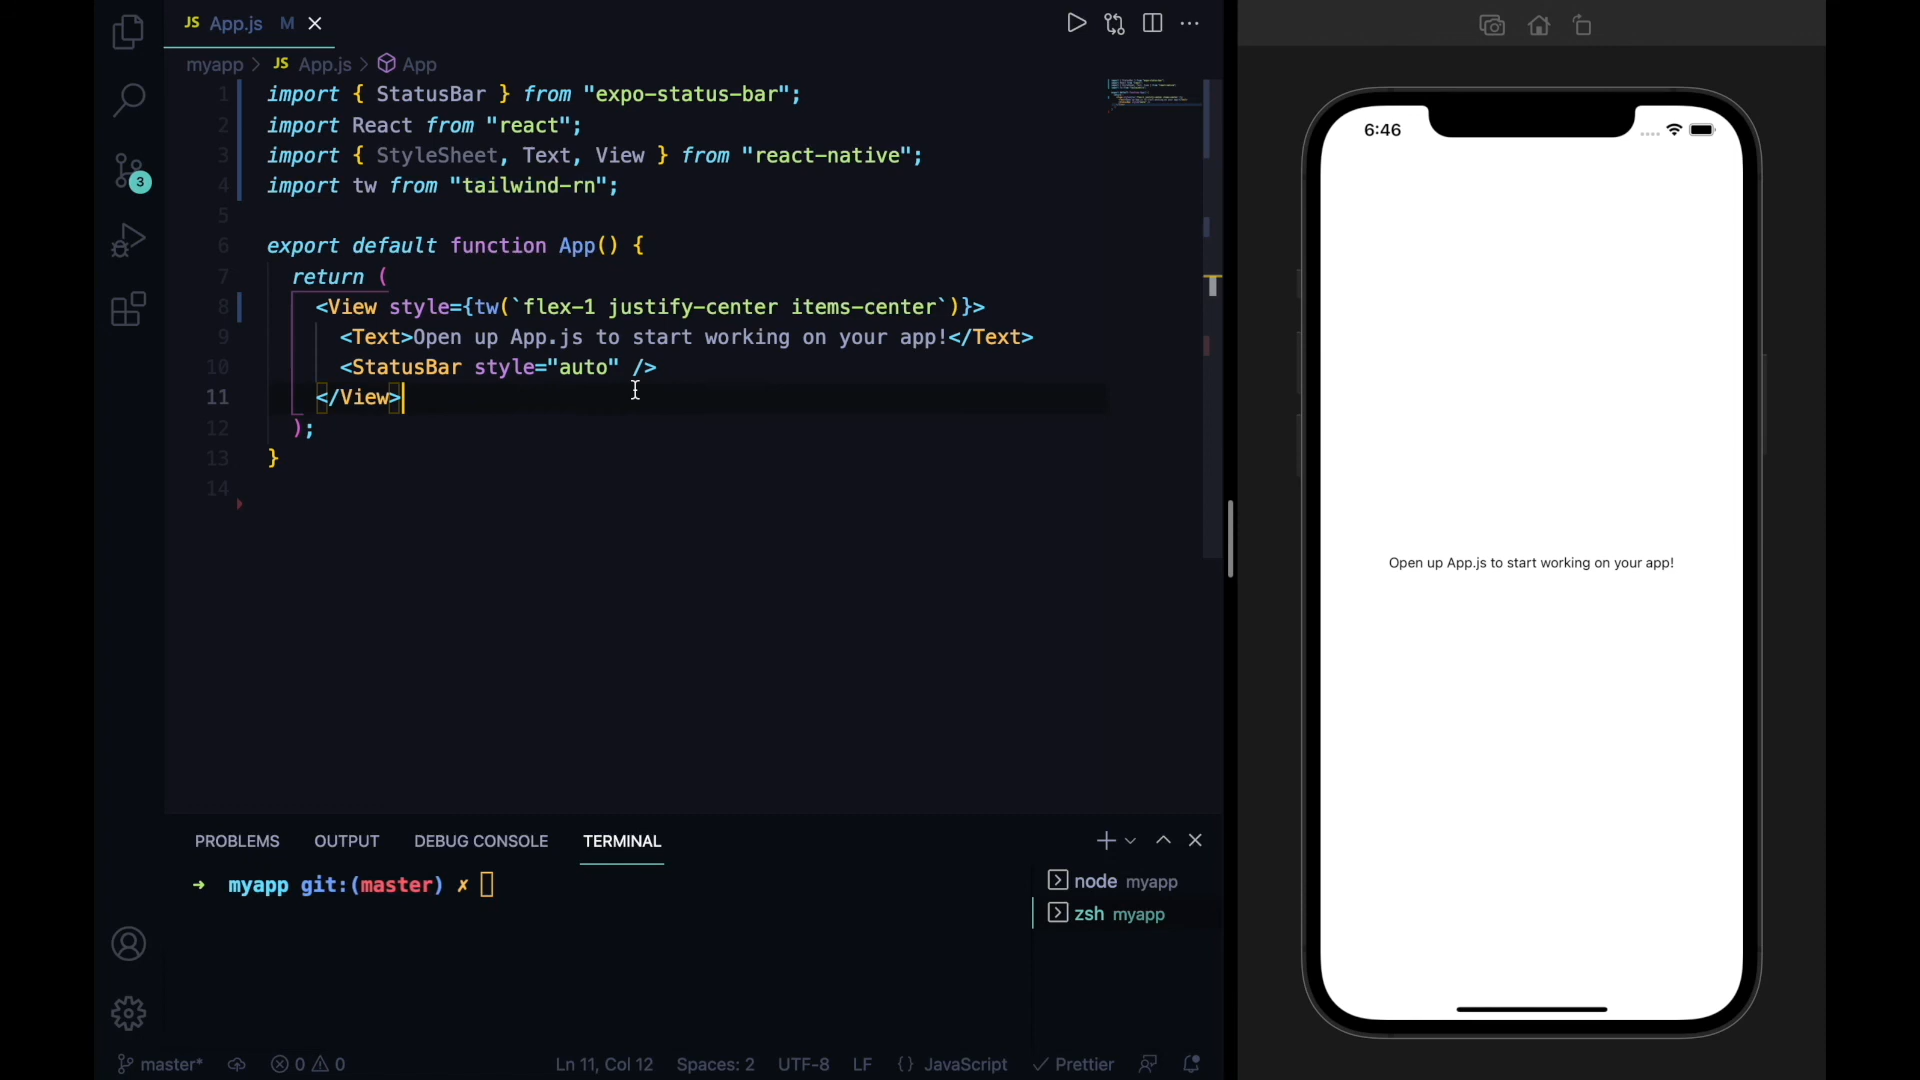 JS App.js M
myapp > JS App.js > App
1 import { StatusBar } from "expo-status-bar";
2 import React from "react";
3 import { StyleSheet, Text, View } from "react-native";
4 import tw from "tailwind-rn";
5
6 export default function App() {
7 return (
8 <View style={tw(`flex-1 justify-center items-center`)}>
9 <Text>Open up App.js to start working on your app!</Text>
10 <StatusBar style="auto" />
11 </View>
12 );
13 }
14
3
PROBLEMS OUTPUT DEBUG CONSOLE TERMINAL
➜ myapp git:(master) ✗
node myapp
zsh myapp
master* 0 0 Ln 11, Col 12 Spaces: 2 UTF-8 LF {} JavaScript ✓ Prettier
6:46
Open up App.js to start working on your app!